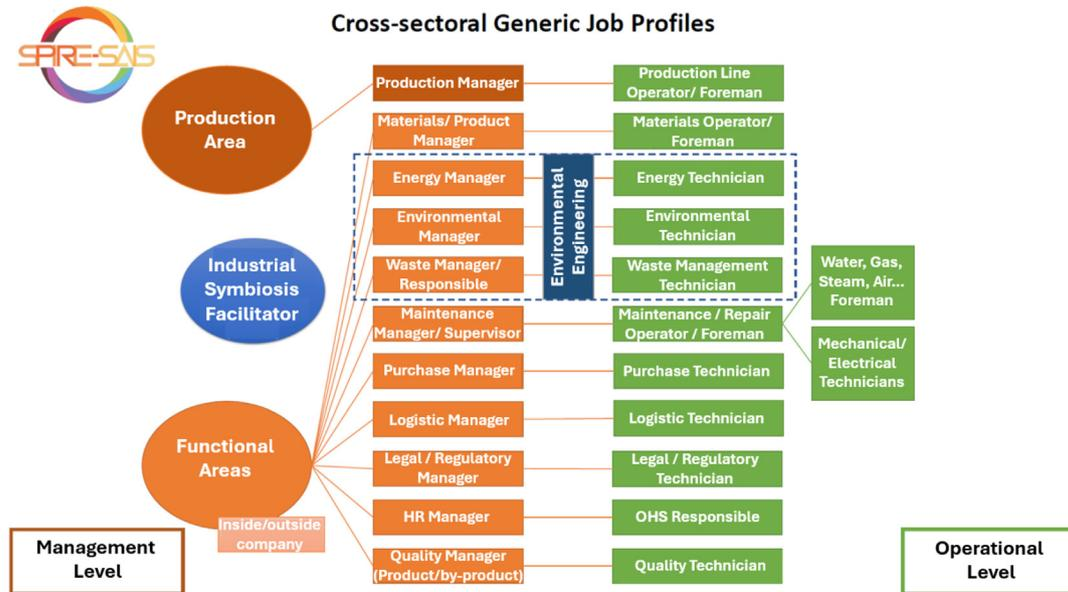 Cross-sectoral Generic Job Profiles
SPIRE-SAIS
Production
Area
Industrial
Symbiosis
Facilitator
Functional
Areas
Inside/outside
company
Management
Level
Production Manager
Production Line
Operator/ Foreman
Materials/ Product
Manager
Materials Operator/
Foreman
Energy Manager
Energy Technician
Environmental
Manager
Environmental
Technician
Waste Manager/
Responsible
Waste Management
Technician
Environmental
Engineering
Maintenance
Manager/ Supervisor
Maintenance / Repair
Operator / Foreman
Water, Gas,
Steam, Air...
Foreman
Mechanical/
Electrical
Technicians
Purchase Manager
Purchase Technician
Logistic Manager
Logistic Technician
Legal / Regulatory
Manager
Legal / Regulatory
Technician
HR Manager
OHS Responsible
Quality Manager
(Product/by-product)
Quality Technician
Operational
Level